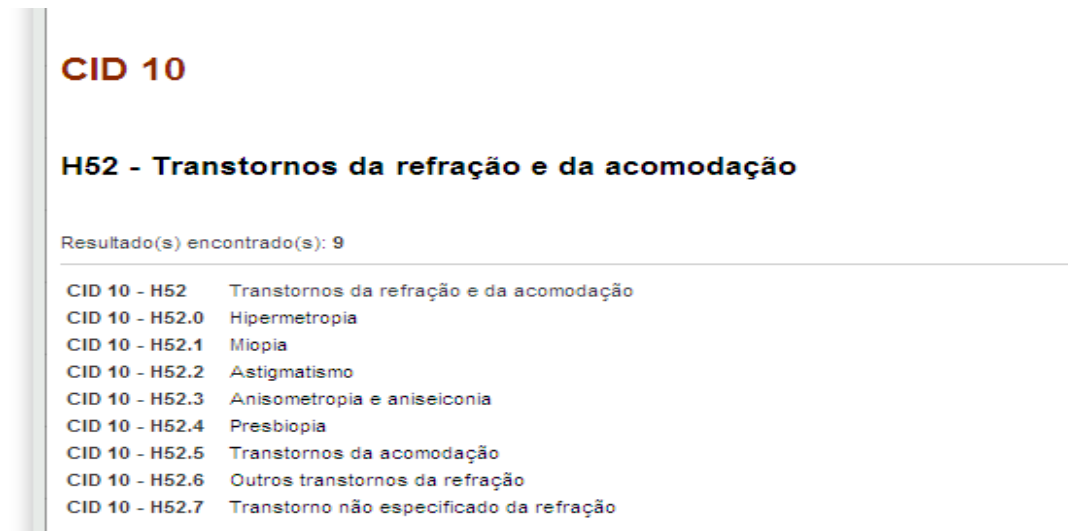 CID 10
H52 - Transtornos da refração e da acomodação
Resultado(s) encontrado(s): 9
CID 10 - H52 Transtornos da refração e da acomodação
CID 10 - H52.0 Hipermetropia
CID 10 - H52.1 Miopia
CID 10 - H52.2 Astigmatismo
CID 10 - H52.3 Anisometropia e aniseiconia
CID 10 - H52.4 Presbiopia
CID 10 - H52.5 Transtornos da acomodação
CID 10 - H52.6 Outros transtornos da refração
CID 10 - H52.7 Transtorno não especificado da refração